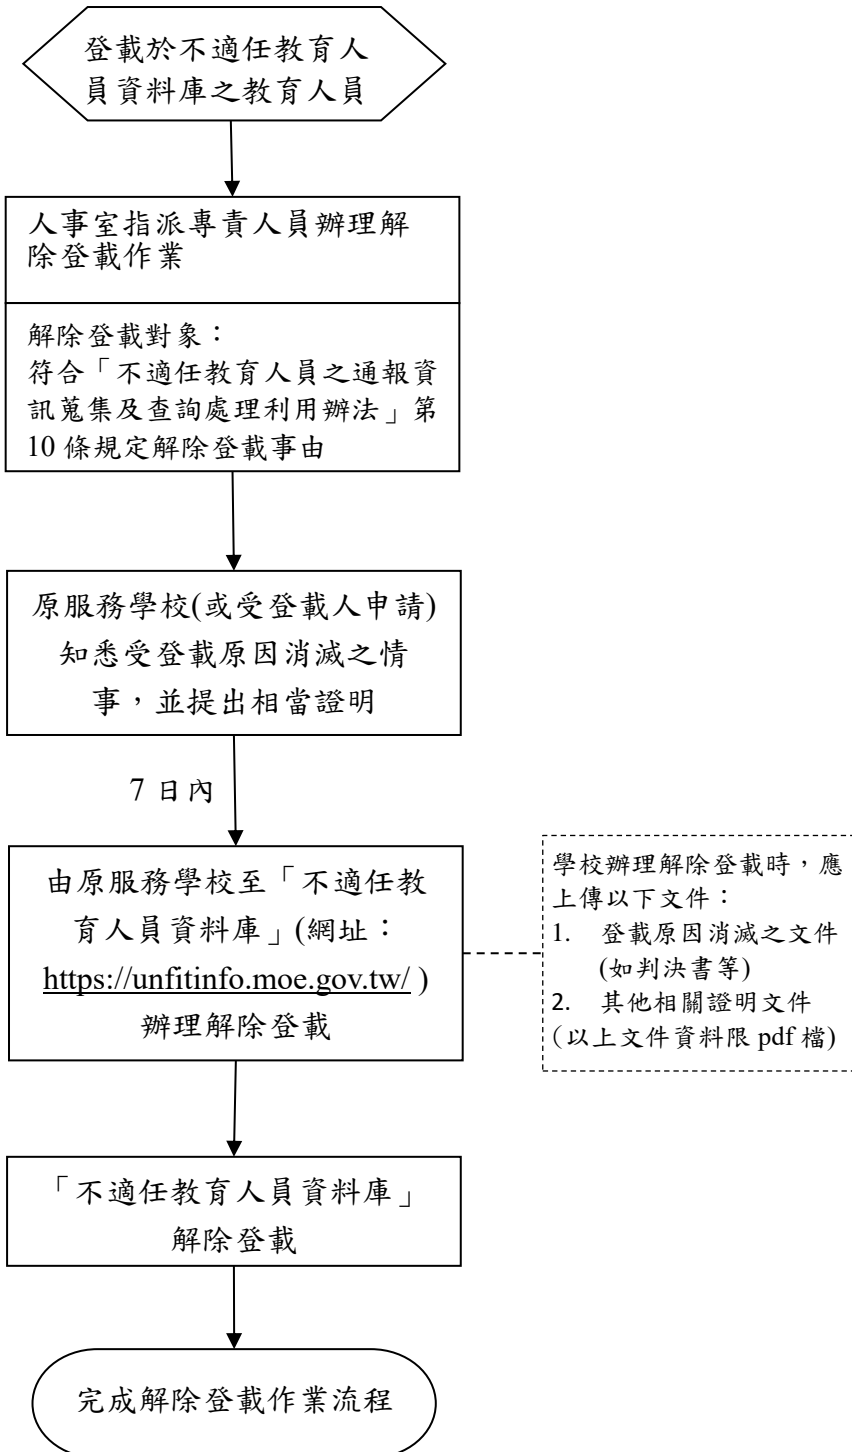 登載於不適任教育人
員資料庫之教育人員
人事室指派專責人員辦理解
除登載作業
解除登載對象：
符合「不適任教育人員之通報資
訊蒐集及查詢處理利用辦法」第
10 條規定解除登載事由
原服務學校(或受登載人申請)
知悉受登載原因消滅之情
事，並提出相當證明
7 日內
由原服務學校至「不適任教
育人員資料庫」(網址：
https://unfitinfo.moe.gov.tw/ )
辦理解除登載
學校辦理解除登載時，應
上傳以下文件：
1. 登載原因消滅之文件
(如判決書等)
2. 其他相關證明文件
（以上文件資料限 pdf 檔)
「不適任教育人員資料庫」
解除登載
完成解除登載作業流程